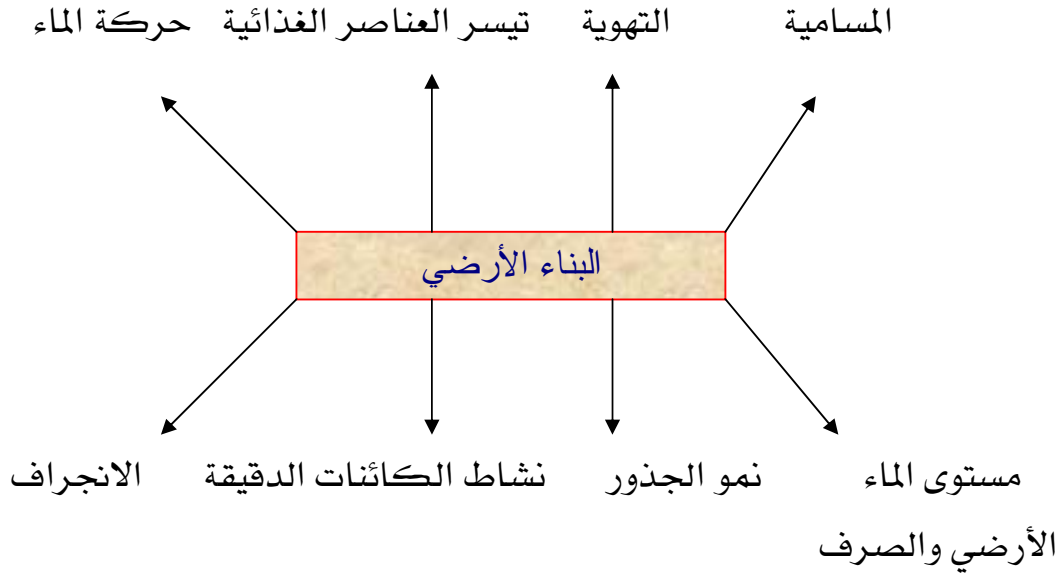 المسامية التهوية تيسر العناصر الغذائية حركة الماء
البناء الأرضي
مستوى الماء نمو الجذور نشاط الكائنات الدقيقة الانجراف
الأرضي والصرف